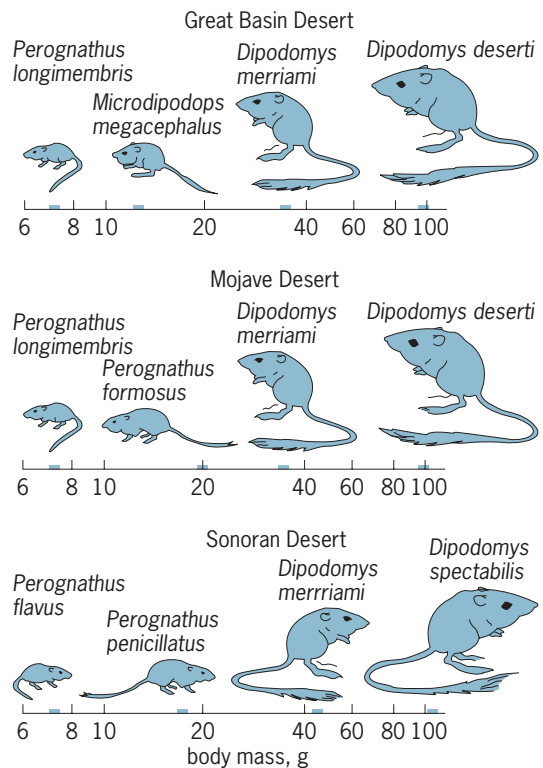 Great Basin Desert
Perognathus
longimembris
Microdipodops
megacephalus
Dipodomys
merriami
Dipodomys deserti
6 8 10 20 40 60 80 100
Mojave Desert
Perognathus
longimembris
Perognathus
formosus
Dipodomys
merriami
Dipodomys deserti
6 8 10 20 40 60 80 100
Sonoran Desert
Perognathus
flavus
Perognathus
penicillatus
Dipodomys
merrriami
Dipodomys
spectabilis
6 8 10 20 40 60 80 100
body mass, g